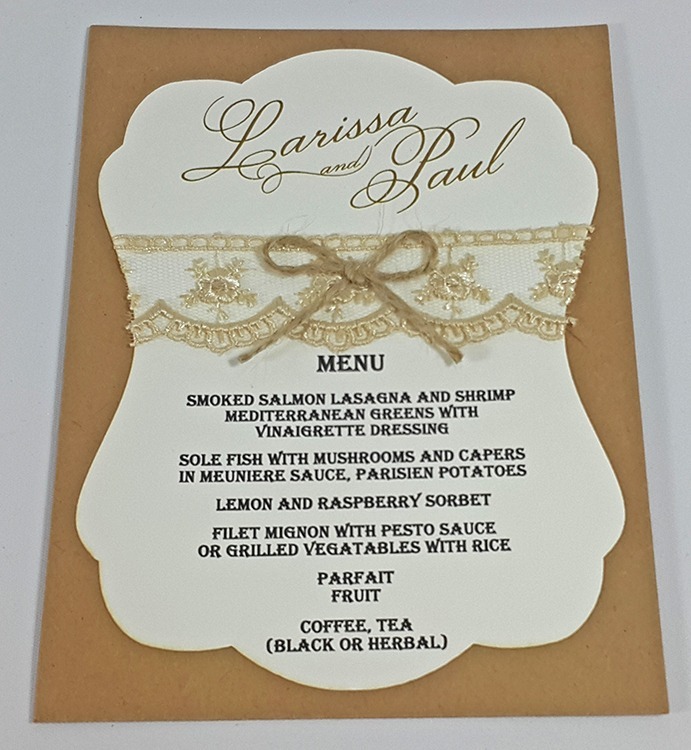 Larissa
and Paul
MENU
SMOKED SALMON LASAGNA AND SHRIMP
MEDITERRANEAN GREENS WITH
VINAIGRETTE DRESSING
SOLE FISH WITH MUSHROOMS AND CAPERS
IN MEUNIERE SAUCE, PARISIEN POTATOES
LEMON AND RASPBERRY SORBET
FILET MIGNON WITH PESTO SAUCE
OR GRILLED VEGATABLES WITH RICE
PARFAIT
FRUIT
COFFEE, TEA
(BLACK OR HERBAL)